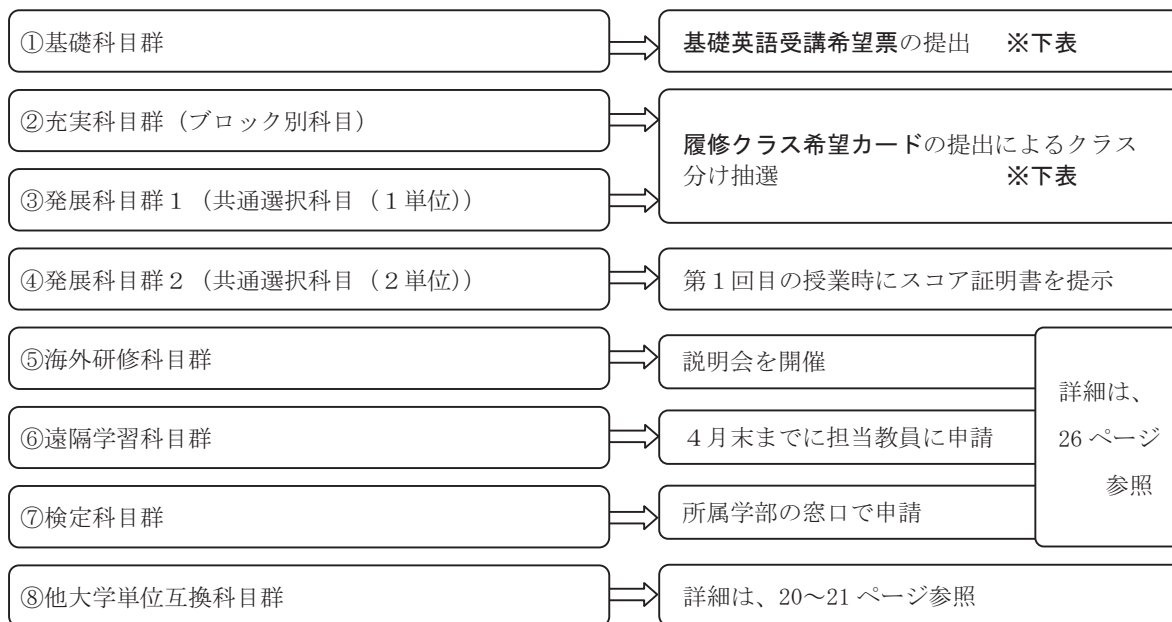 ①基礎科目群
基礎英語受講希望票の提出　※下表
②充実科目群（ブロック別科目）
履修クラス希望カードの提出によるクラス
分け抽選　※下表
③発展科目群１（共通選択科目（１単位））
④発展科目群２（共通選択科目（２単位））
第１回目の授業時にスコア証明書を提示
⑤海外研修科目群
説明会を開催
⑥遠隔学習科目群
４月末までに担当教員に申請
⑦検定科目群
所属学部の窓口で申請
詳細は、
26 ページ
参照
⑧他大学単位互換科目群
詳細は、20～21 ページ参照